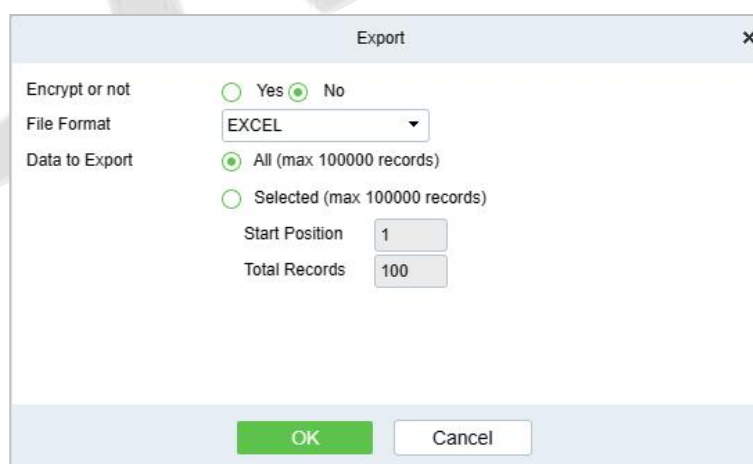 Export
Encrypt or not Yes No
File Format EXCEL
Data to Export All (max 100000 records)
Selected (max 100000 records)
Start Position 1
Total Records 100
OK Cancel